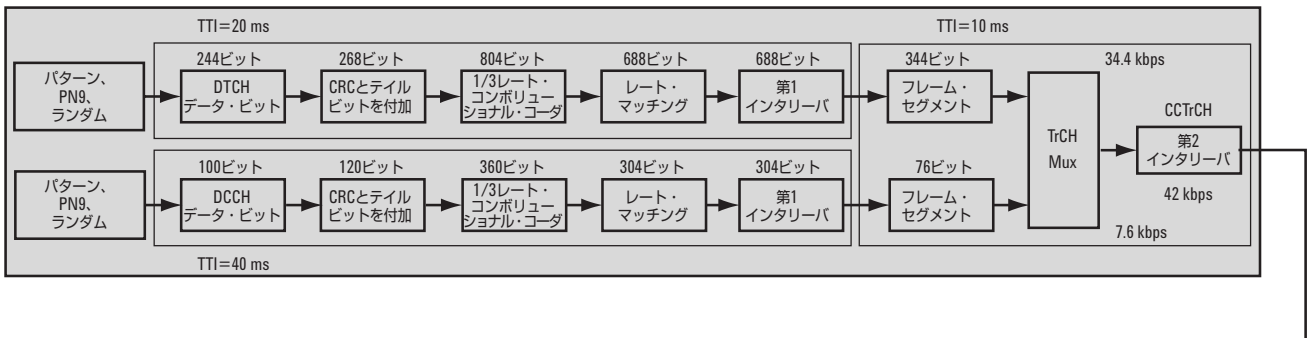 TTI=20 ms
TTI=10 ms
244ビット
268ビット
804ビット
688ビット
688ビット
344ビット
34.4 kbps
パターン、
PN9、
ランダム
DTCH
データ・ビット
CRCとテイル
ビットを付加
1/3レート・
コンボリュー
ショナル・コーダ
レート・
マッチング
第1
インタリーバ
フレーム・
セグメント
TrCH
Mux
CCTrCH
第2
インタリーバ
42 kbps
100ビット
120ビット
360ビット
304ビット
304ビット
76ビット
パターン、
PN9、
ランダム
DCCH
データ・ビット
CRCとテイル
ビットを付加
1/3レート・
コンボリュー
ショナル・コーダ
レート・
マッチング
第1
インタリーバ
フレーム・
セグメント
7.6 kbps
TTI=40 ms